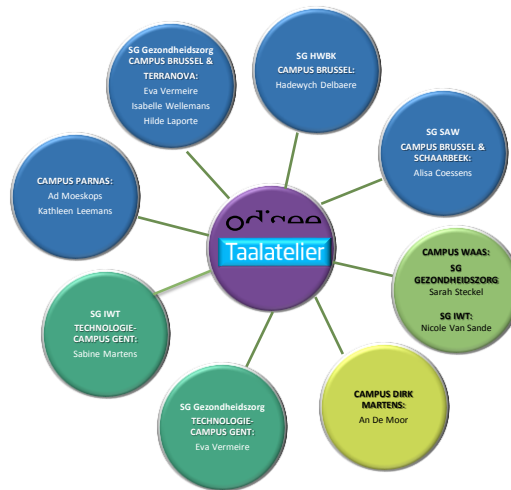 SG Gezondheidszorg
CAMPUS BRUSSEL &
TERRANOVA:
Eva Vermeire
Isabelle Wellemans
Hilde Laporte
SG HWBK
CAMPUS BRUSSEL:
Hadewych Delbaere
SG SAW
CAMPUS BRUSSEL &
SCHAARBEEK:
Alisa Coessens
CAMPUS PARNAS:
Ad Moeskops
Kathleen Leemans
Odisee
Taalatelier
CAMPUS WAAS:
SG
GEZONDHEIDSZORG
Sarah Steckel
SG IWT:
Nicole Van Sande
SG IWT
TECHNOLOGIE-
CAMPUS GENT:
Sabine Martens
CAMPUS DIRK
MARTENS:
An De Moor
SG Gezondheidszorg
TECHNOLOGIE-
CAMPUS GENT:
Eva Vermeire